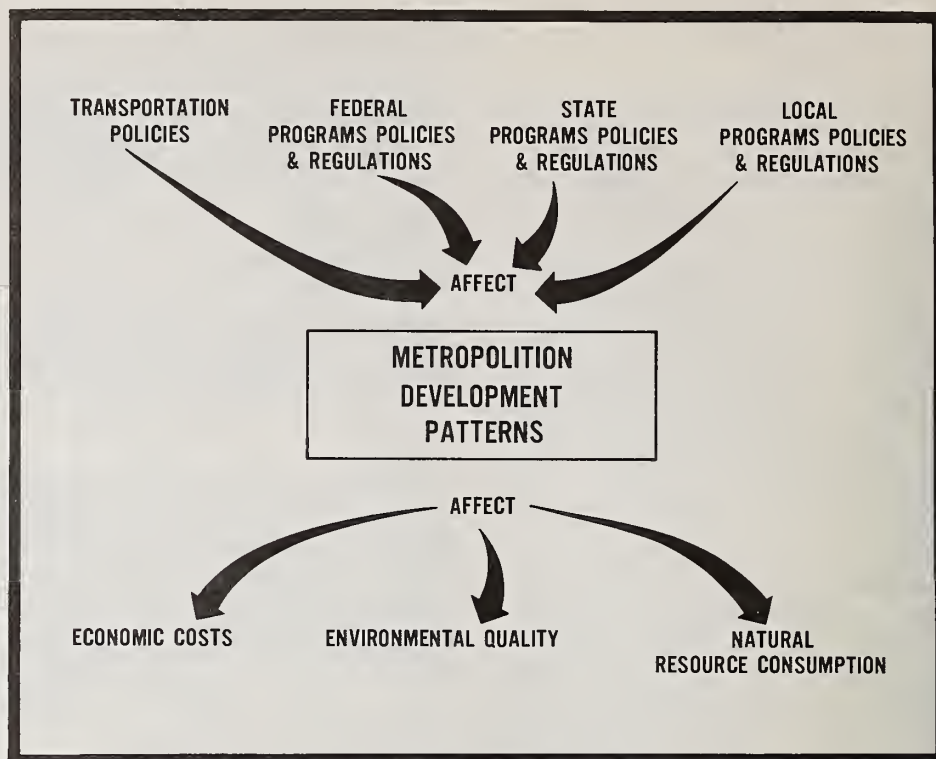 TRANSPORTATION
POLICIES
FEDERAL
PROGRAMS POLICIES
& REGULATIONS
STATE
PROGRAMS POLICIES
& REGULATIONS
LOCAL
PROGRAMS POLICIES
& REGULATIONS
AFFECT
METROPOLITION
DEVELOPMENT
PATTERNS
AFFECT
ECONOMIC COSTS
ENVIRONMENTAL QUALITY
NATURAL
RESOURCE CONSUMPTION